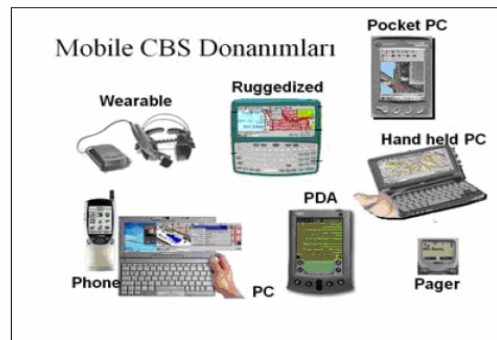 Pocket PC
Mobile CBS Donanımları
Wearable
Ruggedized
Hand held PC
PDA
Phone
PC
Pager